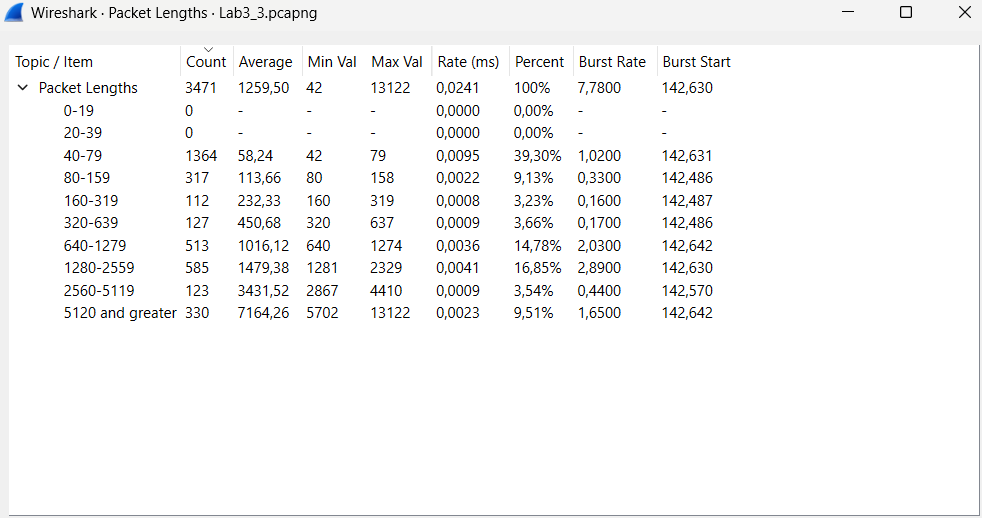 Wireshark · Packet Lengths · Lab3_3.pcapng
Topic / Item Count Average Min Val Max Val Rate (ms) Percent Burst Rate Burst Start
Packet Lengths 3471 1259,50 42 13122 0,0241 100% 7,7800 142,630
0-19 0 - - - 0,0000 0,00% - -
20-39 0 - - - 0,0000 0,00% - -
40-79 1364 58,24 42 79 0,0095 39,30% 1,0200 142,631
80-159 317 113,66 80 158 0,0022 9,13% 0,3300 142,486
160-319 112 232,33 160 319 0,0008 3,23% 0,1600 142,487
320-639 127 450,68 320 637 0,0009 3,66% 0,1700 142,486
640-1279 513 1016,12 640 1274 0,0036 14,78% 2,0300 142,642
1280-2559 585 1479,38 1281 2329 0,0041 16,85% 2,8900 142,630
2560-5119 123 3431,52 2867 4410 0,0009 3,54% 0,4400 142,570
5120 and greater 330 7164,26 5702 13122 0,0023 9,51% 1,6500 142,642